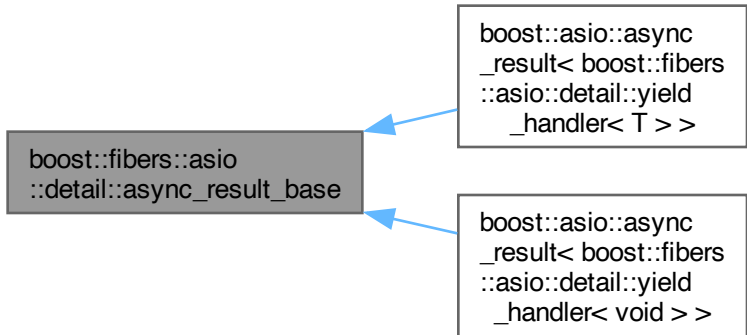 boost::asio::async
_result< boost::fibers
::asio::detail::yield
_handler< T > >
boost::fibers::asio
::detail::async_result_base
boost::asio::async
_result< boost::fibers
::asio::detail::yield
_handler< void > >